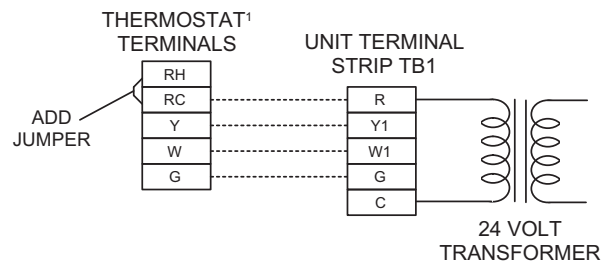 THERMOSTAT¹
TERMINALS
UNIT TERMINAL
STRIP TB1
RH
RC
Y
W
G
ADD
JUMPER
R
Y1
W1
G
C
24 VOLT
TRANSFORMER